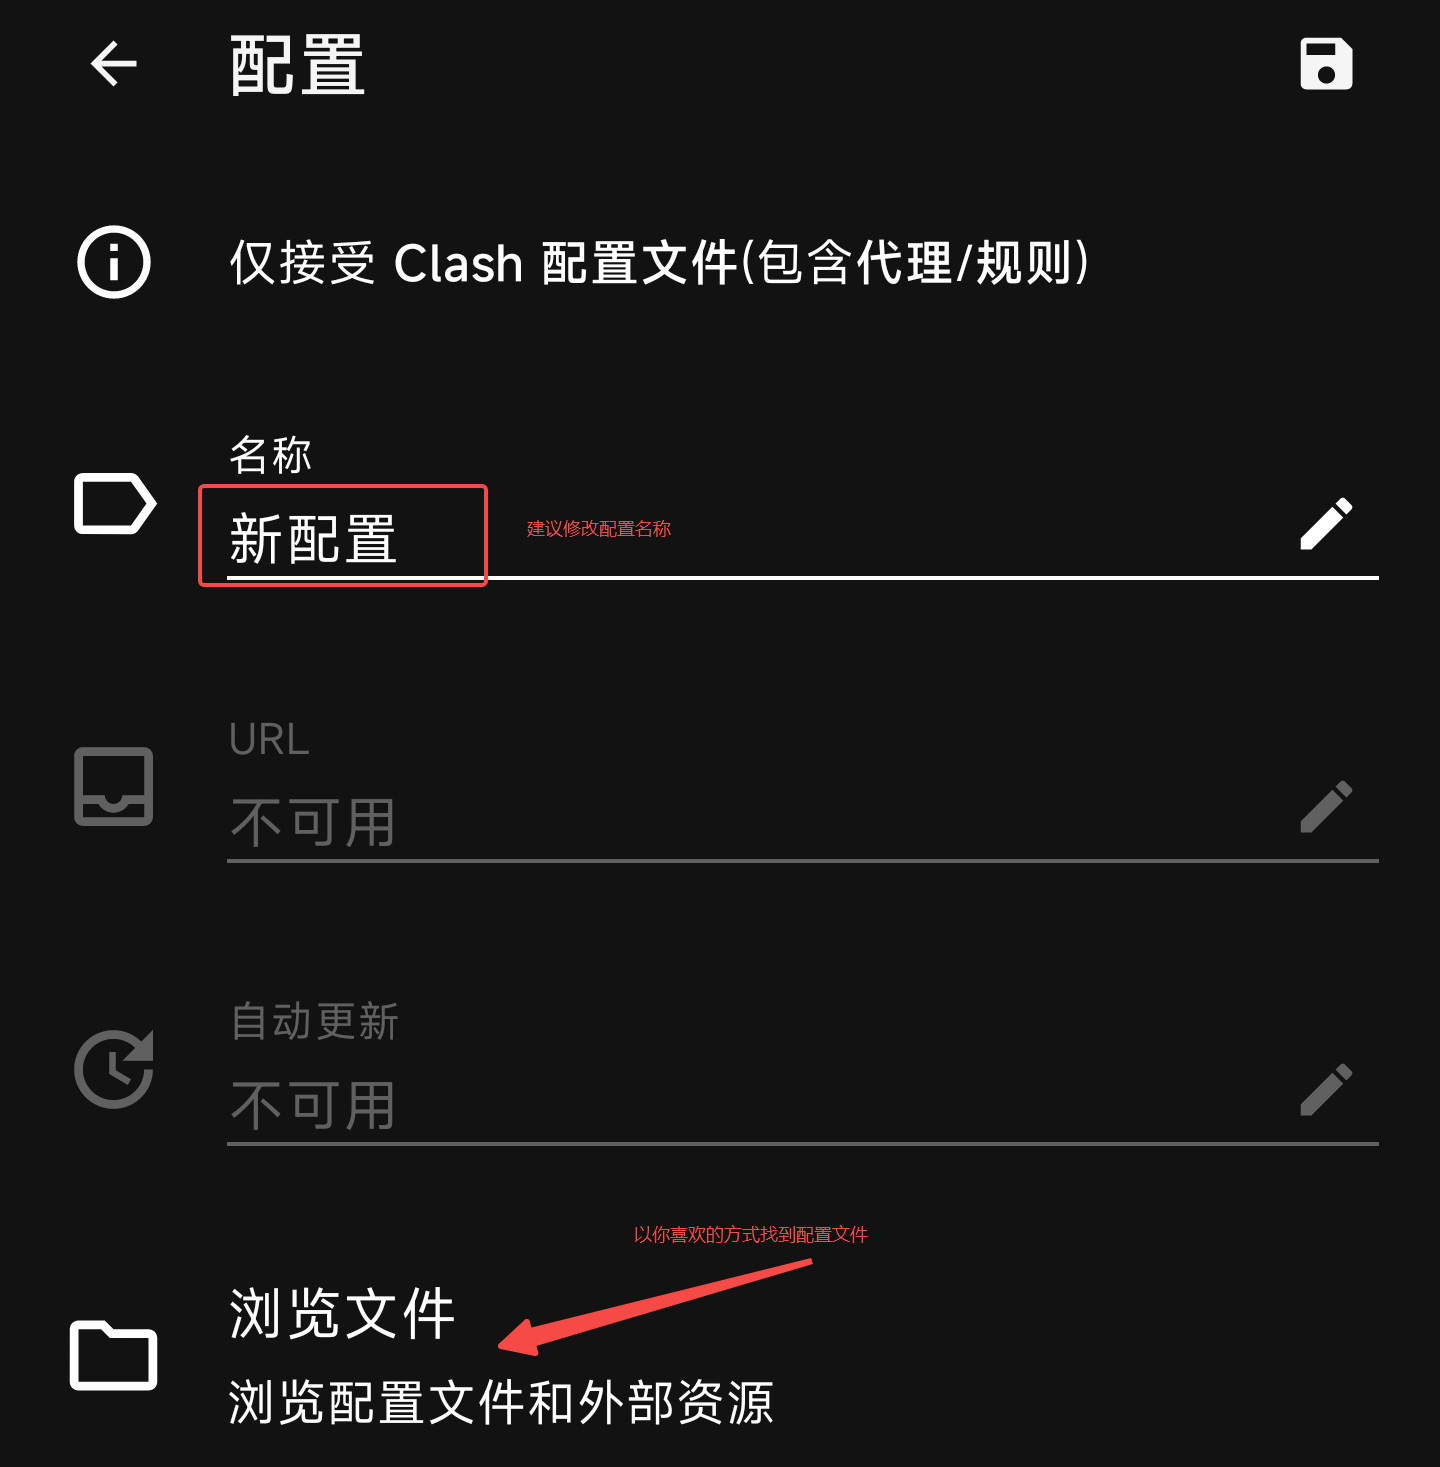 配置
仅接受 Clash 配置文件(包含代理/规则)
名称
新配置
建议修改配置名称
URL
不可用
自动更新
不可用
以你喜欢的方式找到配置文件
浏览文件
浏览配置文件和外部资源